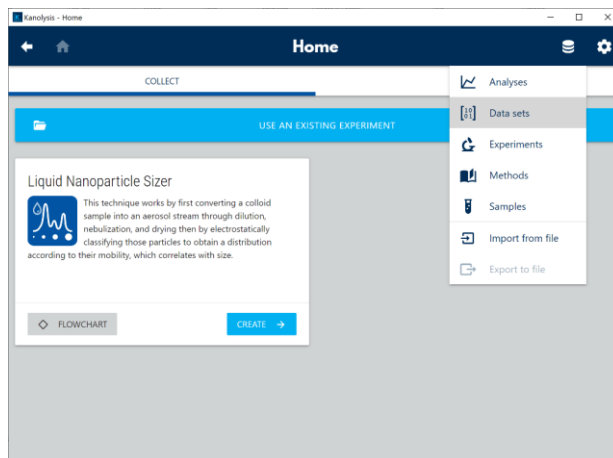 Kanolysis - Home
Home
COLLECT
USE AN EXISTING EXPERIMENT
Analyses
Data sets
Experiments
Methods
Samples
Import from file
Export to file
Liquid Nanoparticle Sizer
This technique works by first converting a colloid
sample into an aerosol stream through dilution,
nebulization, and drying then by electrostatically
classifying those particles to obtain a distribution
according to their mobility, which correlates with size.
FLOWCHART
CREATE